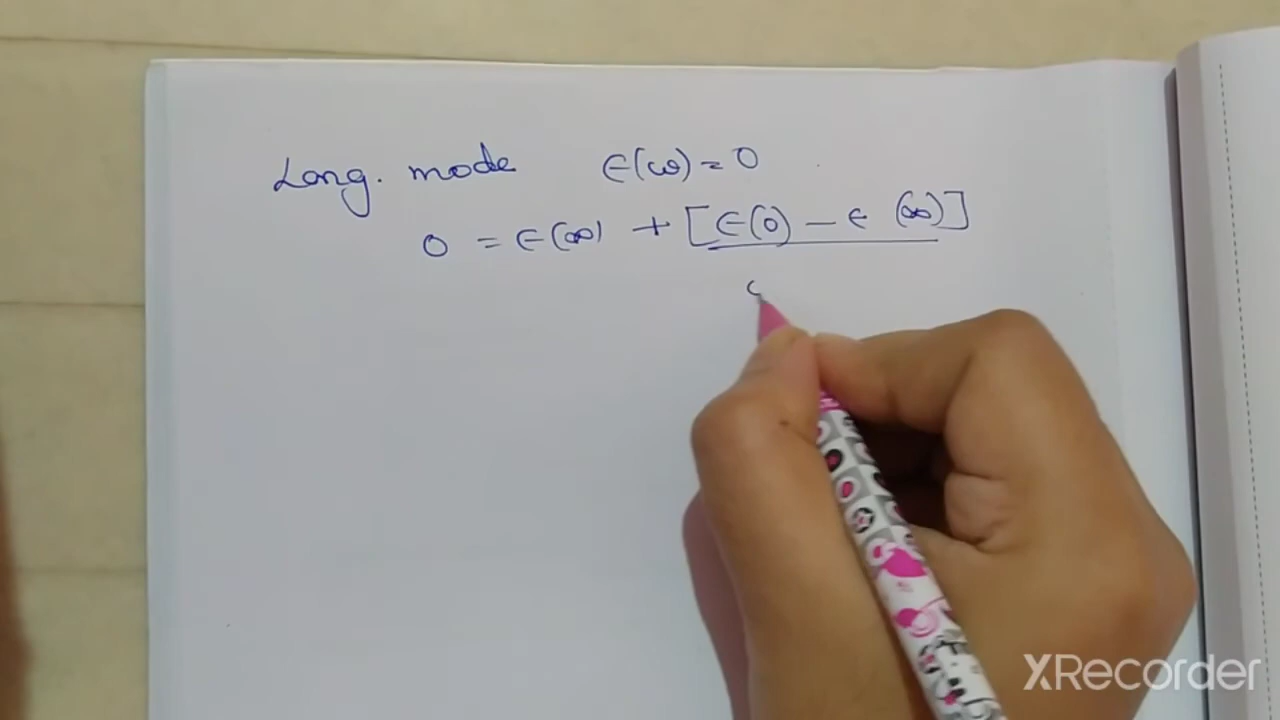 Long. mode ∈(ω) = 0
0 = ∈(∞) + [∈(0) − ∈ (∞)]
XRecorder